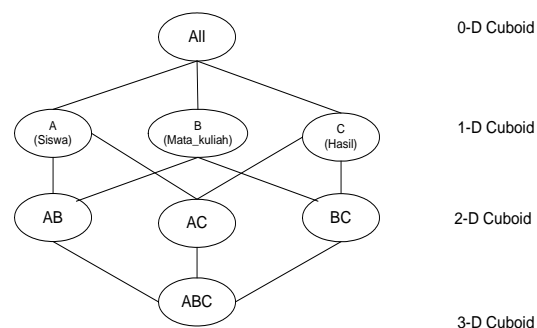 All
0-D Cuboid
A
(Siswa)
B
(Mata_kuliah)
C
(Hasil)
1-D Cuboid
AB
AC
BC
2-D Cuboid
ABC
3-D Cuboid